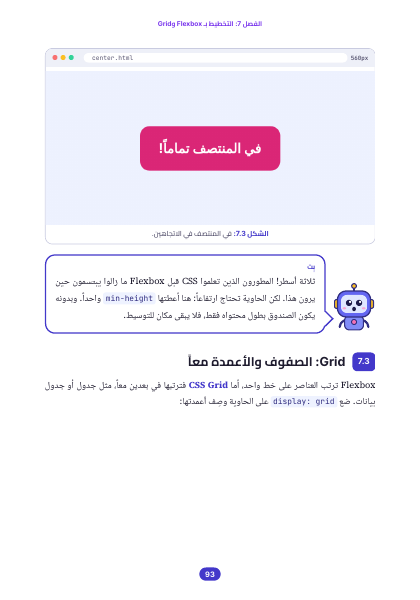 الفصل 7: التخطيط بـ Flexbox وGrid
center.html
560px
في المنتصف تماماً!
الشكل 7.3: في المنتصف في الاتجاهين.
بت
ثلاثة أسطر! المطورون الذين تعلموا CSS قبل Flexbox ما زالوا يبتسمون حين
يرون هذا. لكن الحاوية تحتاج ارتفاعاً: هنا أعطتها min-height واحداً. وبدونه
يكون الصندوق بطول محتواه فقط، فلا يبقى مكان للتوسيط.
7.3 Grid: الصفوف والأعمدة معاً
Flexbox ترتب العناصر على خط واحد، أما CSS Grid فترتبها في بعدين معاً، مثل جدول أو جدول
بيانات. ضع display: grid على الحاوية وصِف أعمدتها:
93